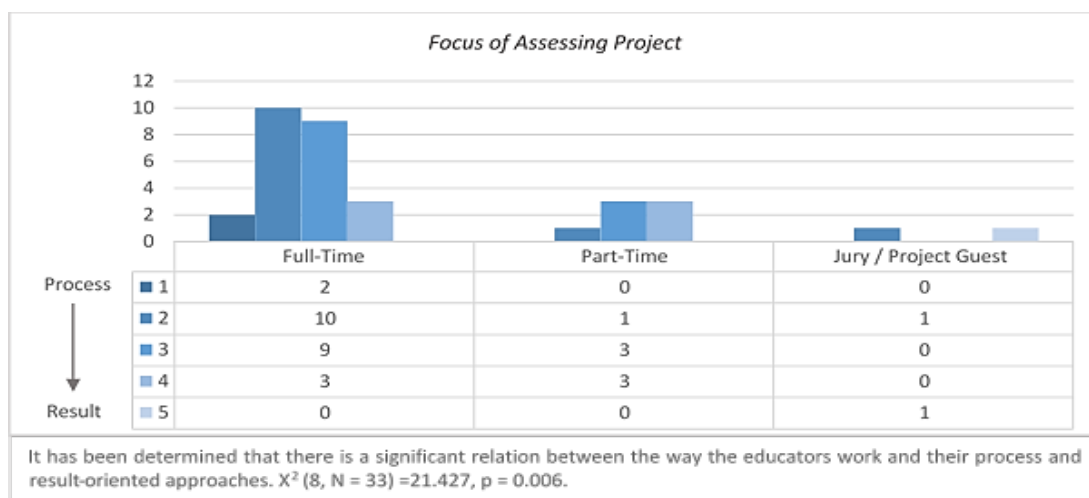 Focus of Assessing Project
12
10
8
6
4
2
0
Full-Time Part-Time Jury / Project Guest
Process 1 2 0 0
2 10 1 1
3 9 3 0
4 3 3 0
Result 5 0 0 1
It has been determined that there is a significant relation between the way the educators work and their process and
result-oriented approaches. X² (8, N = 33) =21.427, p = 0.006.